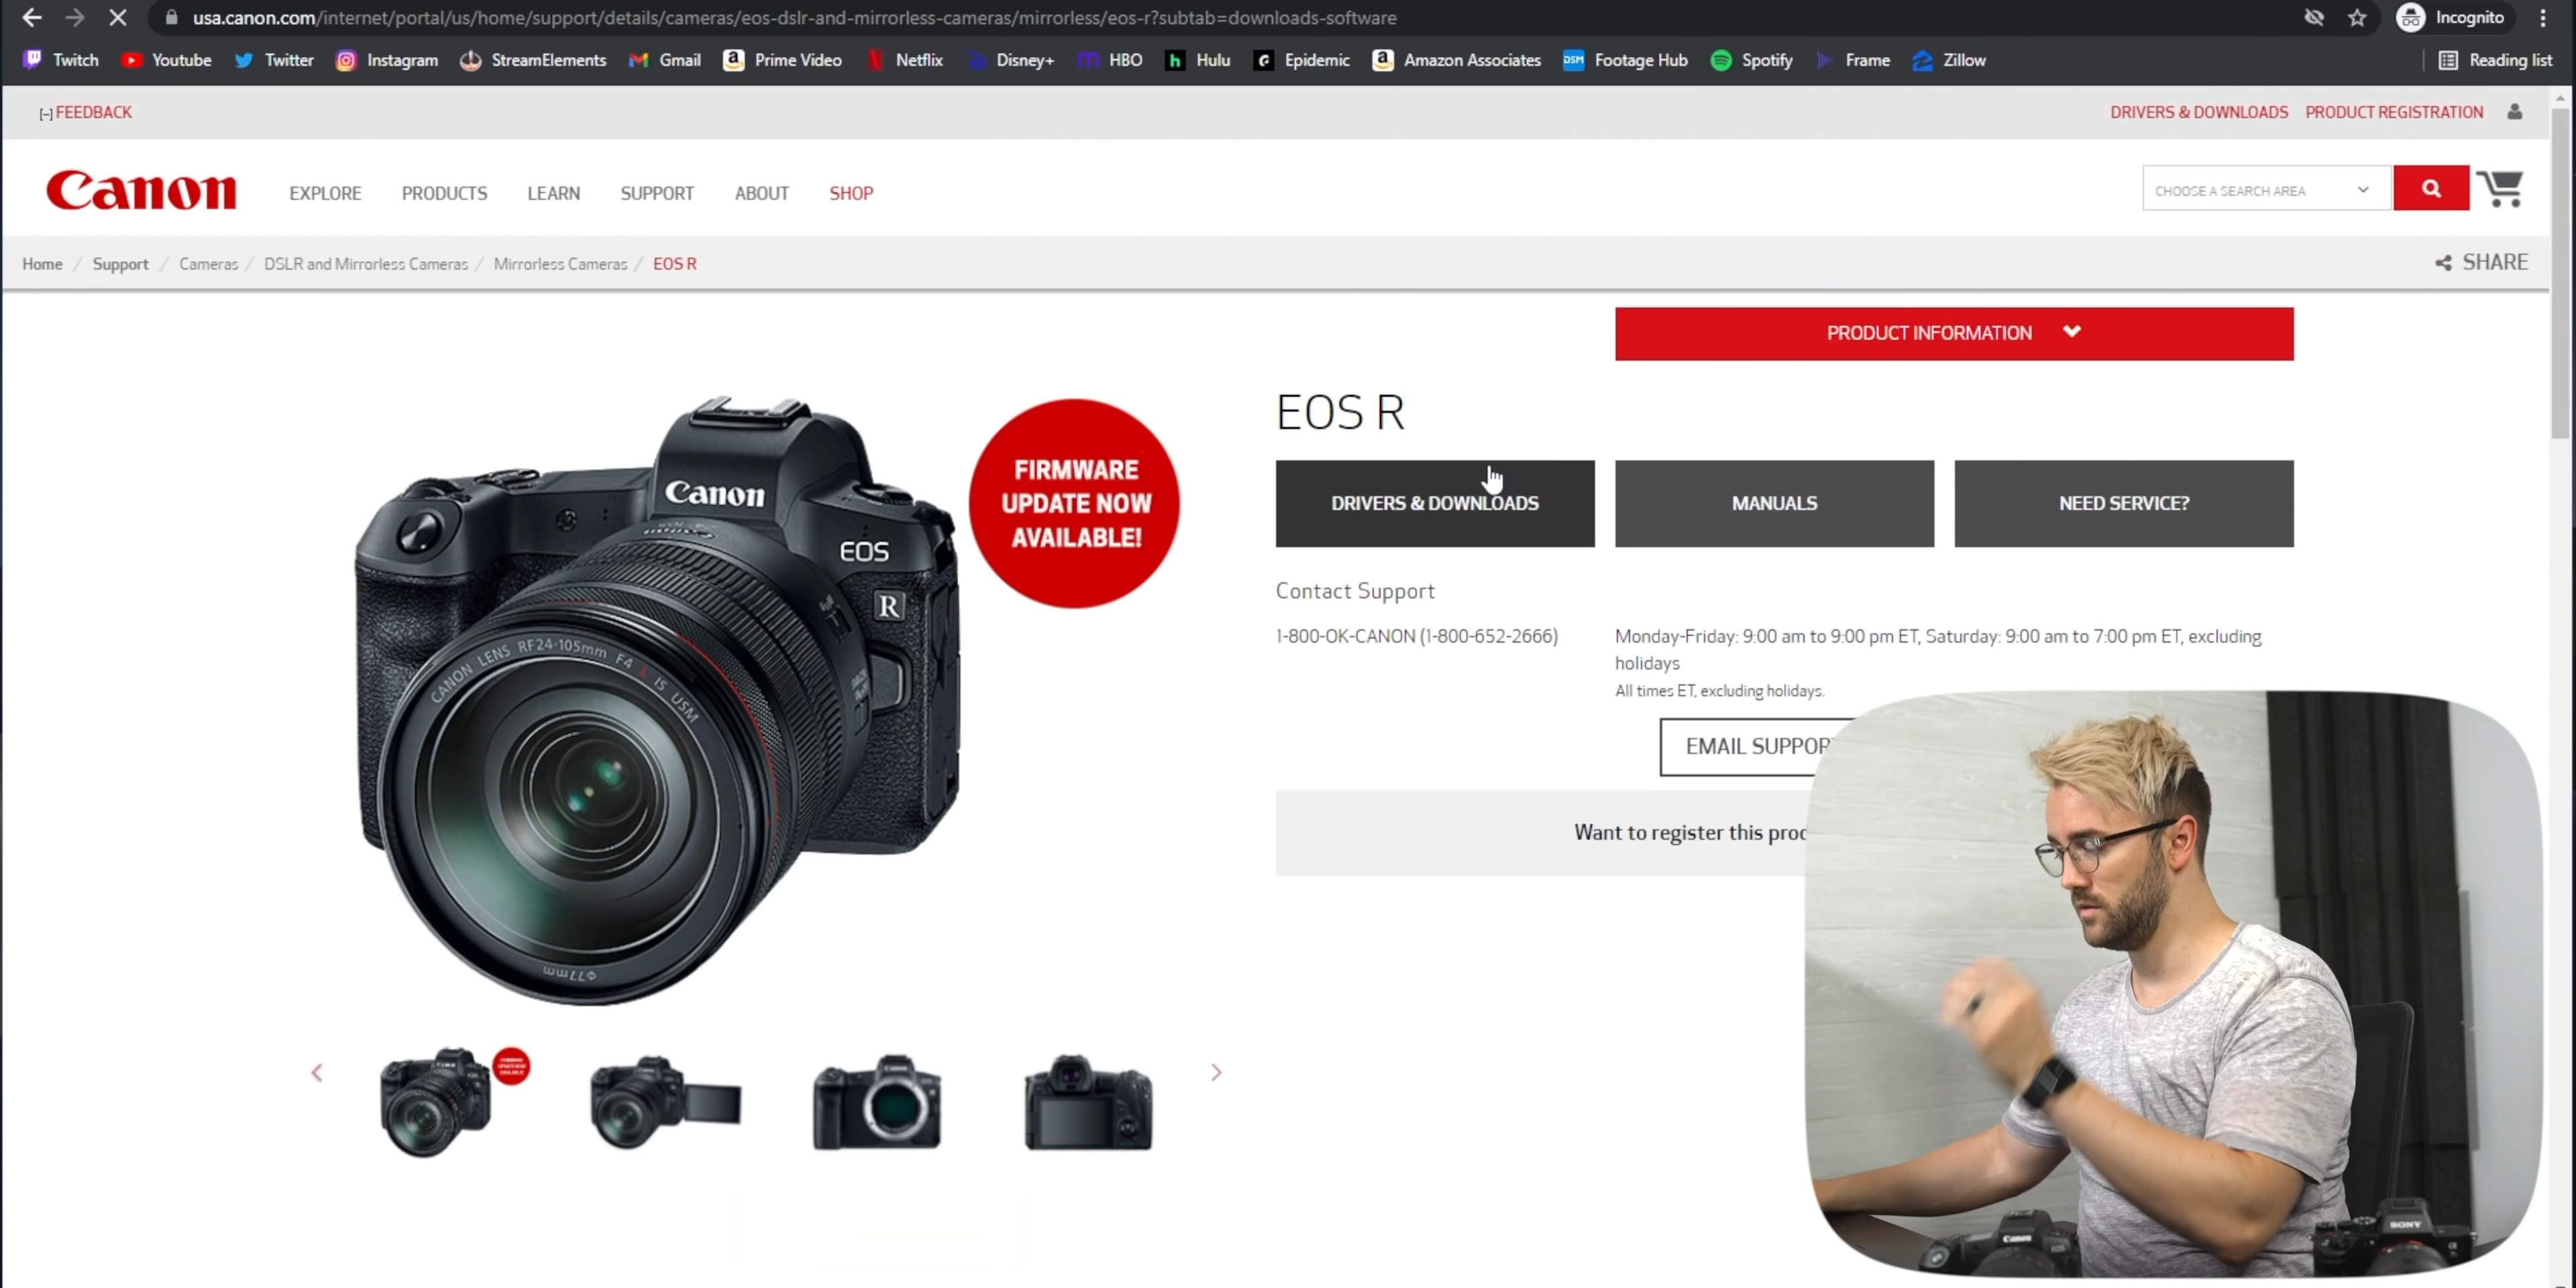 usa.canon.com/internet/portal/us/home/support/details/cameras/eos-dslr-and-mirrorless-cameras/mirrorless/eos-r?subtab=downloads-software
Incognito
Twitch Youtube Twitter Instagram StreamElements Gmail Prime Video Netflix Disney+ HBO Hulu Epidemic Amazon Associates DSM Footage Hub Spotify Frame Zillow Reading list
[-] FEEDBACK
DRIVERS & DOWNLOADS PRODUCT REGISTRATION
Canon EXPLORE PRODUCTS LEARN SUPPORT ABOUT SHOP
CHOOSE A SEARCH AREA
Home / Support / Cameras / DSLR and Mirrorless Cameras / Mirrorless Cameras / EOS R
SHARE
PRODUCT INFORMATION
EOS R
DRIVERS & DOWNLOADS MANUALS NEED SERVICE?
FIRMWARE
UPDATE NOW
AVAILABLE!
Canon
EOS
R
CANON LENS RF24-105mm F4 L IS USM
φ77mm
Contact Support
1-800-OK-CANON (1-800-652-2666)
Monday-Friday: 9:00 am to 9:00 pm ET, Saturday: 9:00 am to 7:00 pm ET, excluding
holidays
All times ET, excluding holidays.
EMAIL SUPPOR
Want to register this prod
Canon
EOS
SONY